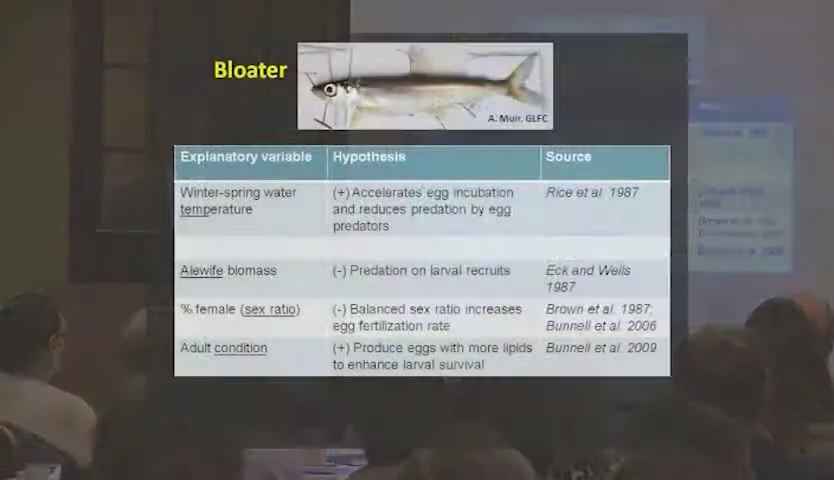 Bloater
A. Muir, GLFC
Explanatory variable Hypothesis Source
Winter-spring water (+) Accelerates egg incubation Rice et al. 1987
temperature and reduces predation by egg
predators
Alewife biomass (-) Predation on larval recruits Eck and Wells
1987
% female (sex ratio) (-) Balanced sex ratio increases Brown et al. 1987;
egg fertilization rate Bunnell et al. 2006
Adult condition (+) Produce eggs with more lipids Bunnell et al. 2009
to enhance larval survival